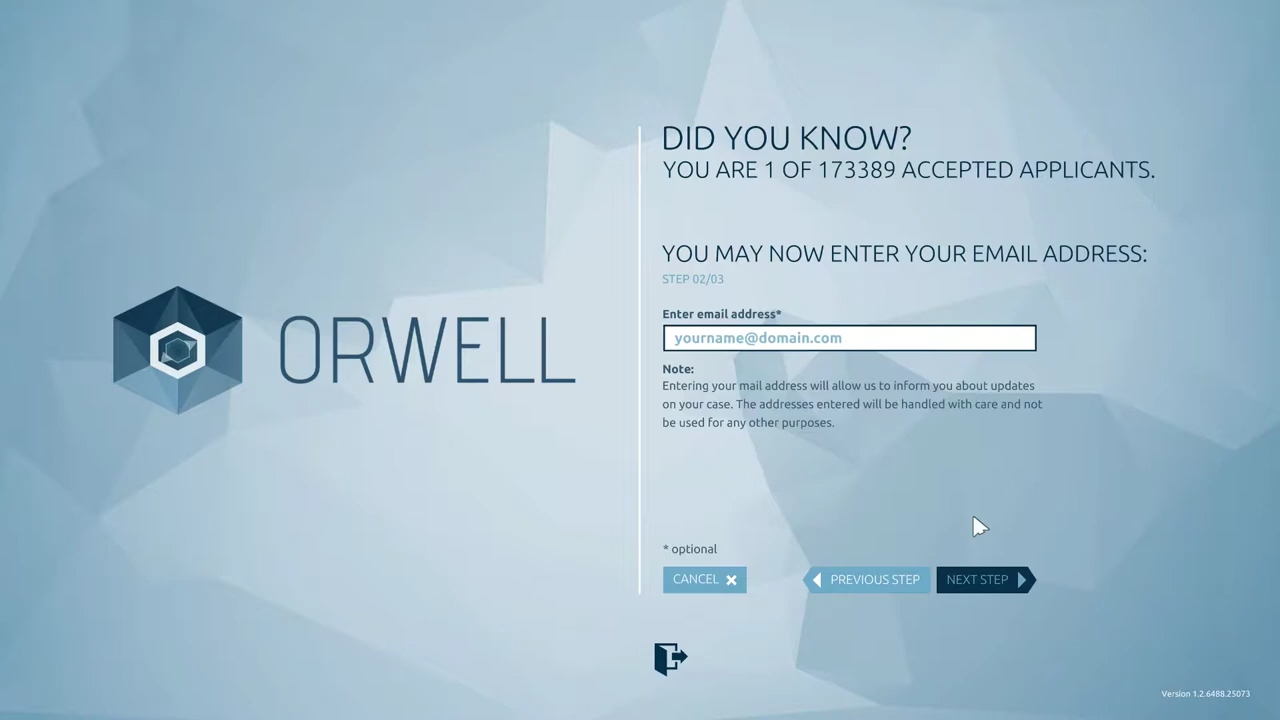 DID YOU KNOW?
YOU ARE 1 OF 173389 ACCEPTED APPLICANTS.
YOU MAY NOW ENTER YOUR EMAIL ADDRESS:
STEP 02/03
Enter email address*
yourname@domain.com
Note:
Entering your mail address will allow us to inform you about updates
on your case. The addresses entered will be handled with care and not
be used for any other purposes.
ORWELL
* optional
CANCEL
PREVIOUS STEP
NEXT STEP
Version 1.2.6488.25073